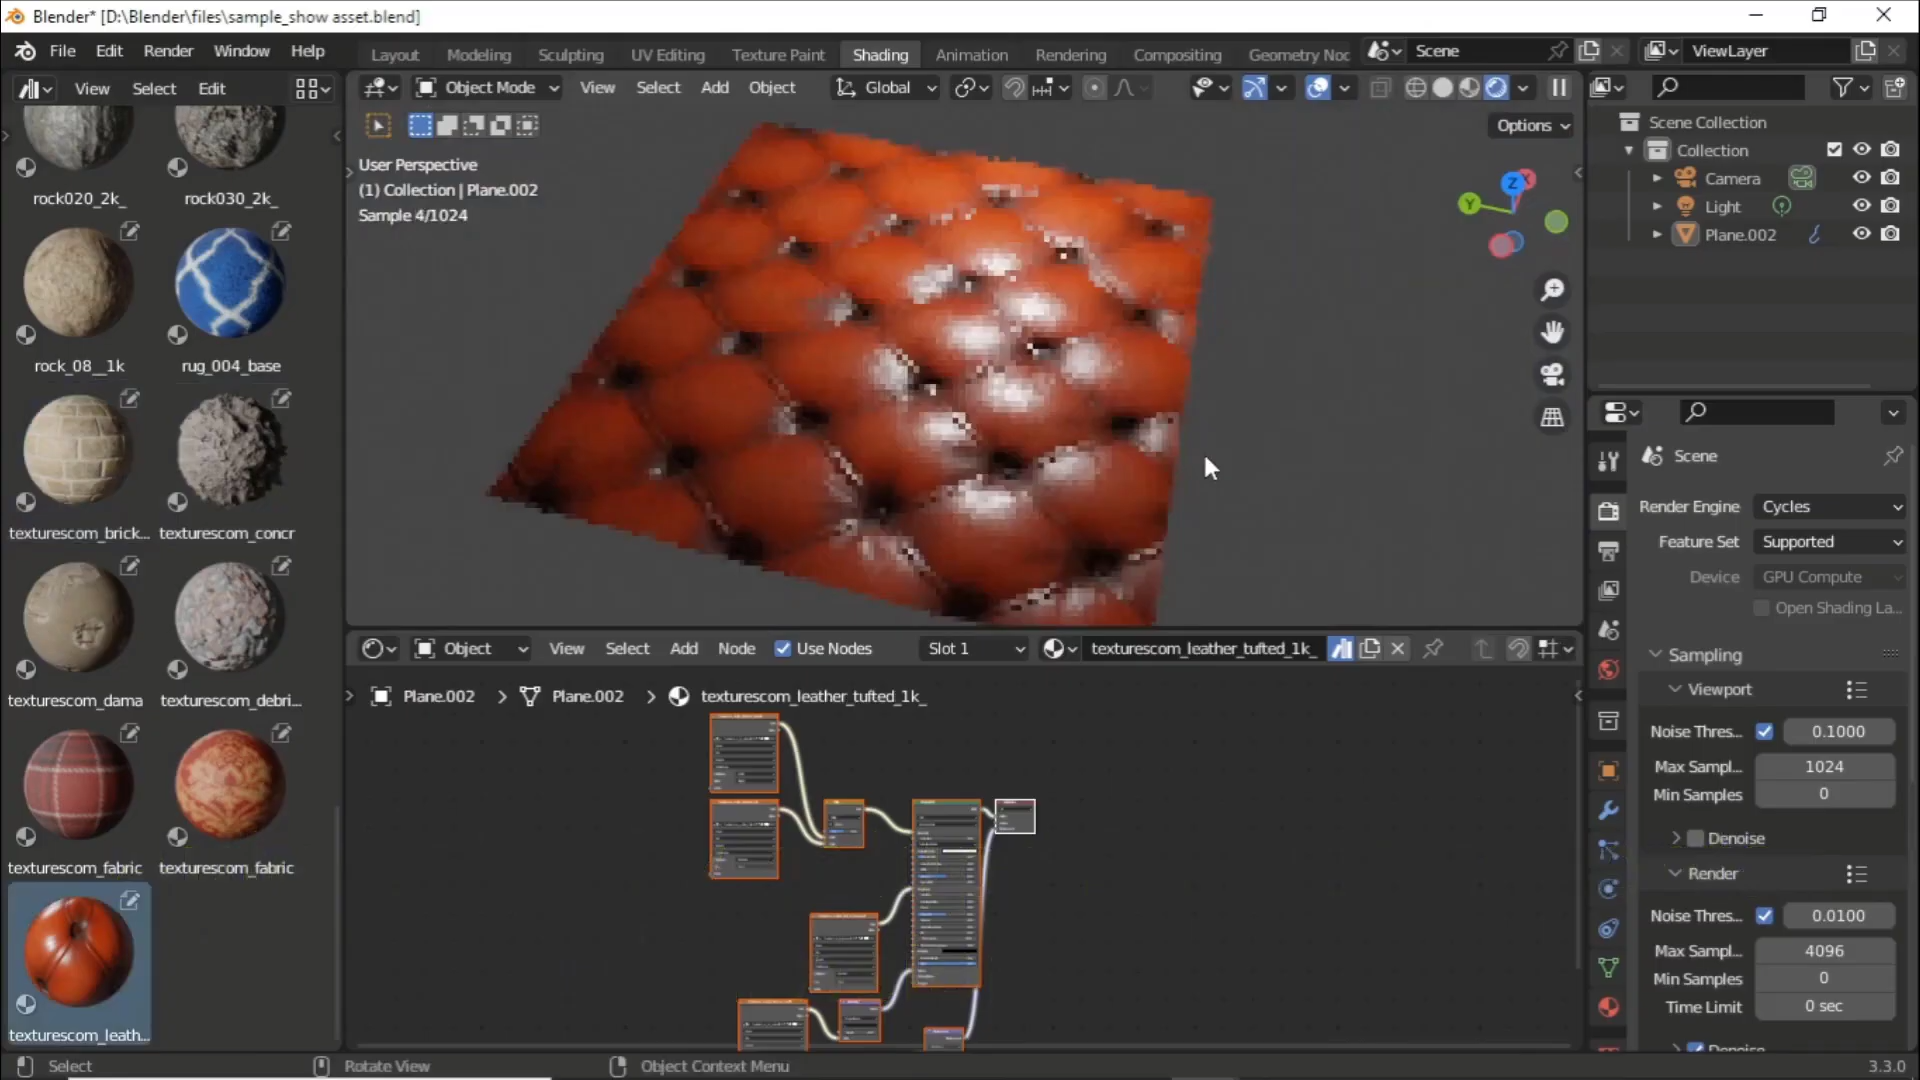 Blender* [D:\Blender\files\sample_show asset.blend]
File Edit Render Window Help
Layout Modeling Sculpting UV Editing Texture Paint Shading Animation Rendering Compositing Geometry Noc
Scene
ViewLayer
View Select Edit
Object Mode View Select Add Object Global
Options
User Perspective
(1) Collection | Plane.002
Sample 4/1024
Z
Y
rock020_2k_
rock030_2k_
rock_08__1k
rug_004_base
texturescom_brick...
texturescom_concr
texturescom_dama
texturescom_debri...
texturescom_fabric
texturescom_fabric
texturescom_leath...
Scene Collection
Collection
Camera
Light
Plane.002
Object View Select Add Node Use Nodes Slot 1 texturescom_leather_tufted_1k_
Plane.002 > Plane.002 > texturescom_leather_tufted_1k_
Scene
Render Engine Cycles
Feature Set Supported
Device GPU Compute
Open Shading La...
Sampling
Viewport
Noise Thres... 0.1000
Max Sampl... 1024
Min Samples 0
Denoise
Render
Noise Thres... 0.0100
Max Sampl... 4096
Min Samples 0
Time Limit 0 sec
Denoise
Select
Rotate View
Object Context Menu
3.3.0